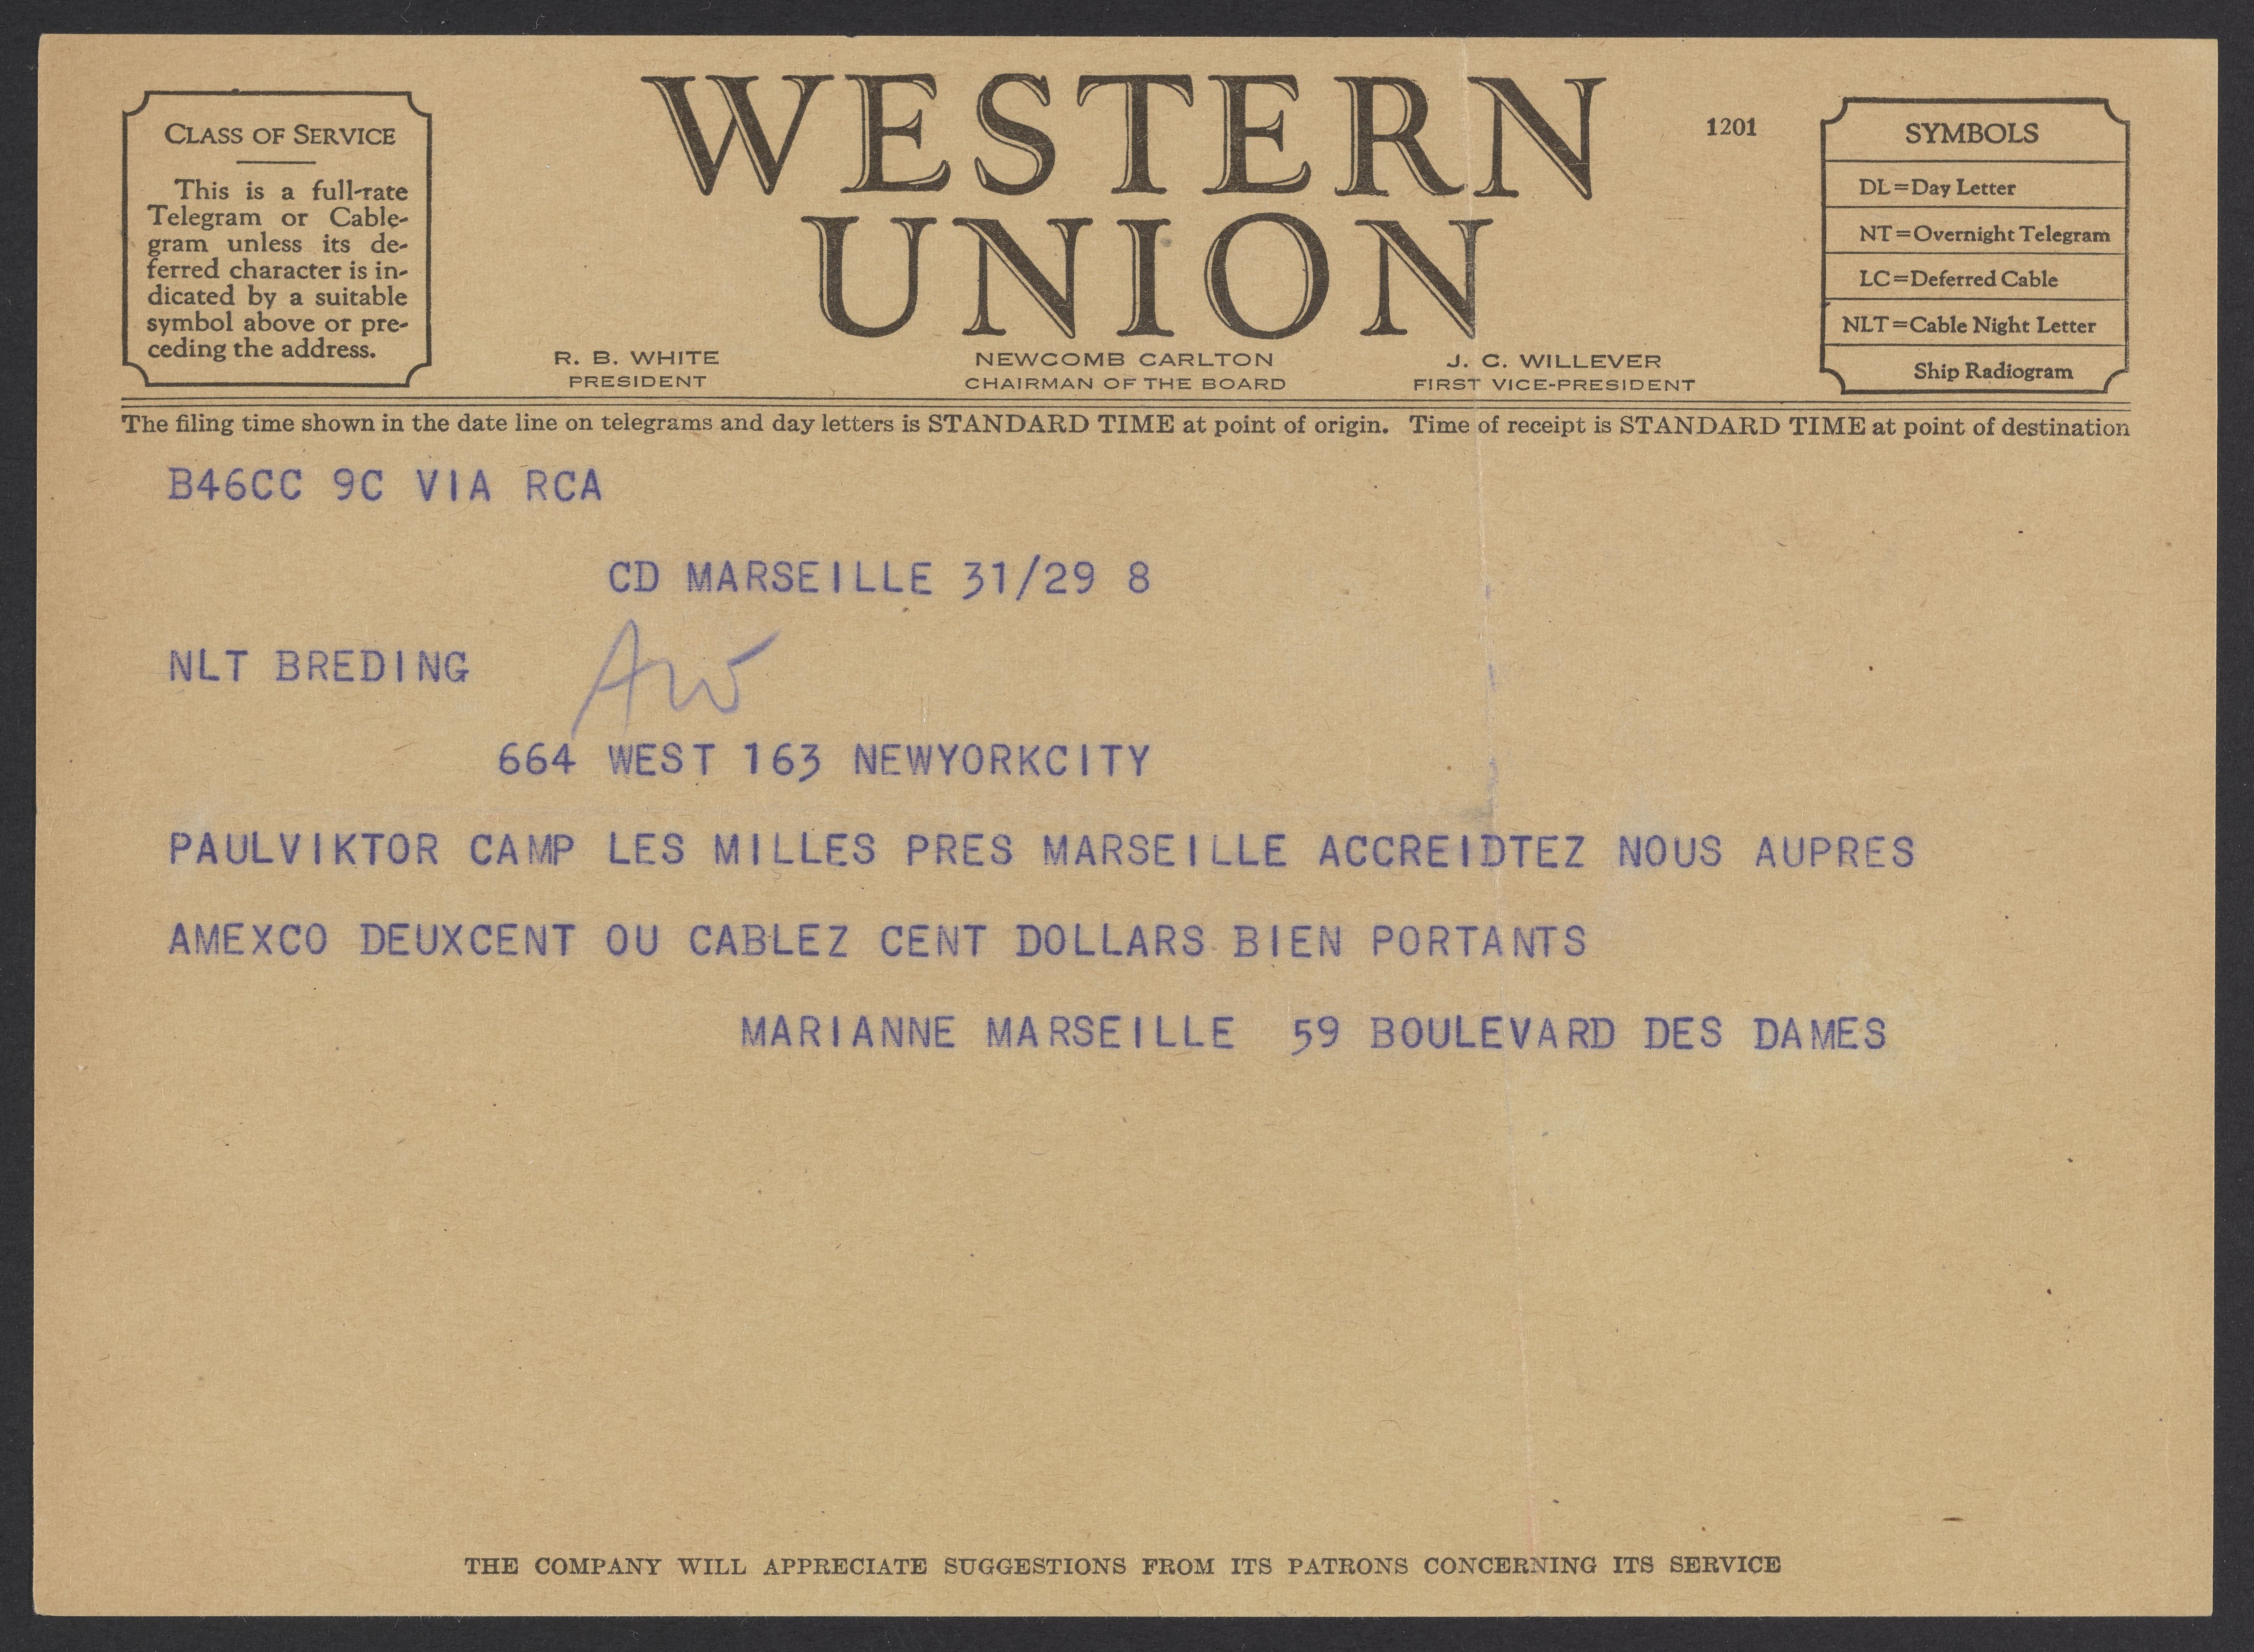 CLASS OF SERVICE
This is a full-rate
Telegram or Cable-
gram unless its de-
ferred character is in-
dicated by a suitable
symbol above or pre-
ceding the address.
WESTERN
UNION
1201
SYMBOLS
DL=Day Letter
NT=Overnight Telegram
LC=Deferred Cable
NLT=Cable Night Letter
Ship Radiogram
R. B. WHITE
PRESIDENT
NEWCOMB CARLTON
CHAIRMAN OF THE BOARD
J. C. WILLEVER
FIRST VICE-PRESIDENT
The filing time shown in the date line on telegrams and day letters is STANDARD TIME at point of origin. Time of receipt is STANDARD TIME at point of destination
B46CC 9C VIA RCA
CD MARSEILLE 31/29 8
NLT BREDING
AW
664 WEST 163 NEWYORKCITY
PAULVIKTOR CAMP LES MILLES PRES MARSEILLE ACCREIDTEZ NOUS AUPRES
AMEXCO DEUXCENT OU CABLEZ CENT DOLLARS BIEN PORTANTS
MARIANNE MARSEILLE 59 BOULEVARD DES DAMES
THE COMPANY WILL APPRECIATE SUGGESTIONS FROM ITS PATRONS CONCERNING ITS SERVICE